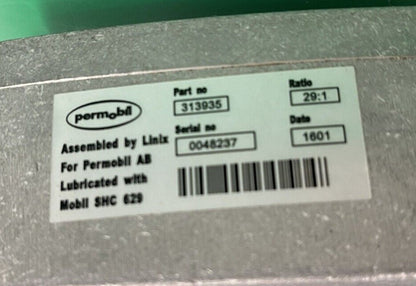 permobil
Assembled by Linix
For Permobil AB
Lubricated with
Mobil SHC 629
Part no
313935
Serial no
0048237
Ratio
29:1
Date
1601